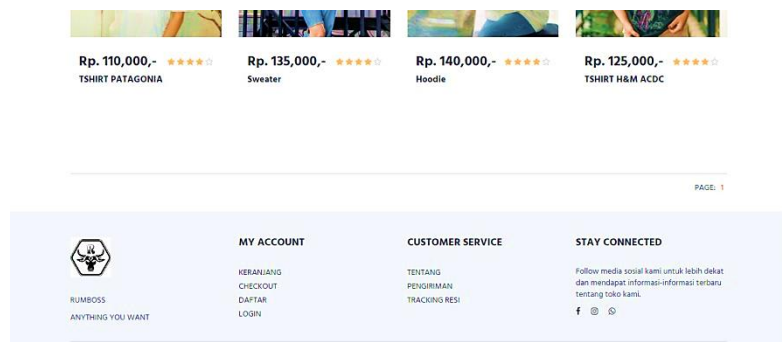 Rp. 110,000,-
TSHIRT PATAGONIA
Rp. 135,000,-
Sweater
Rp. 140,000,-
Hoodie
Rp. 125,000,-
TSHIRT H&M ACDC
PAGE: 1
R
RUMBOSS
ANYTHING YOU WANT
MY ACCOUNT
KERANJANG
CHECKOUT
DAFTAR
LOGIN
CUSTOMER SERVICE
TENTANG
PENGIRIMAN
TRACKING RESI
STAY CONNECTED
Follow media sosial kami untuk lebih dekat
dan mendapat informasi-informasi terbaru
tentang toko kami.